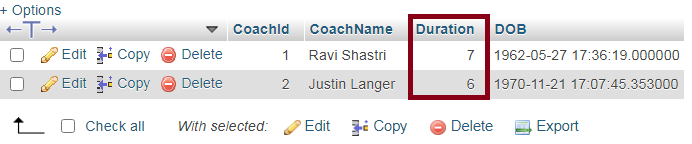 + Options
CoachId CoachName Duration DOB
Edit Copy Delete 1 Ravi Shastri 7 1962-05-27 17:36:19.000000
Edit Copy Delete 2 Justin Langer 6 1970-11-21 17:07:45.353000
Check all With selected: Edit Copy Delete Export